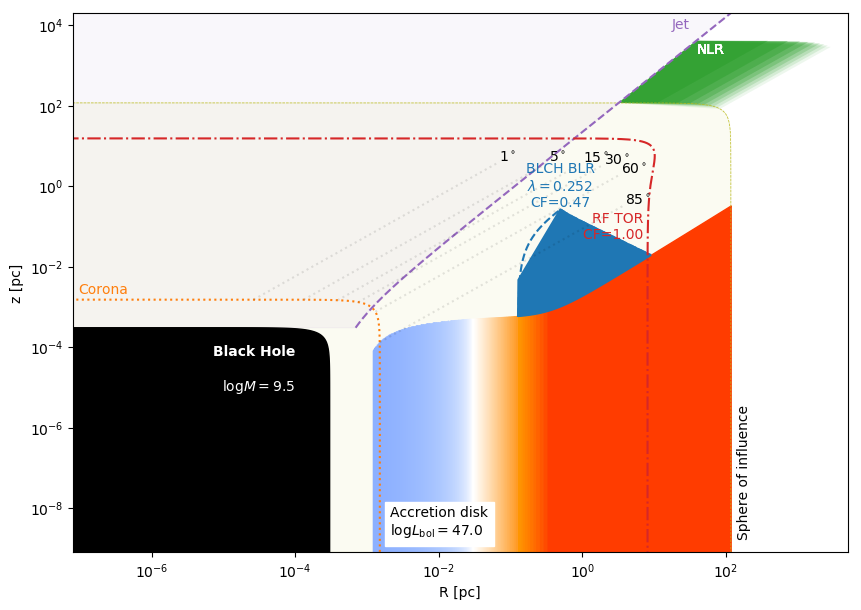 Jet
NLR
1° 5° 15° 30°
60°
85°
BLCH BLR
λ = 0.252
CF=0.47
RF TOR
CF=1.00
Corona
Black Hole
logM = 9.5
Accretion disk
logL_bol = 47.0
Sphere of influence
z [pc]
10^4
10^2
10^0
10^−2
10^−4
10^−6
10^−8
10^−6 10^−4 10^−2 10^0 10^2
R [pc]